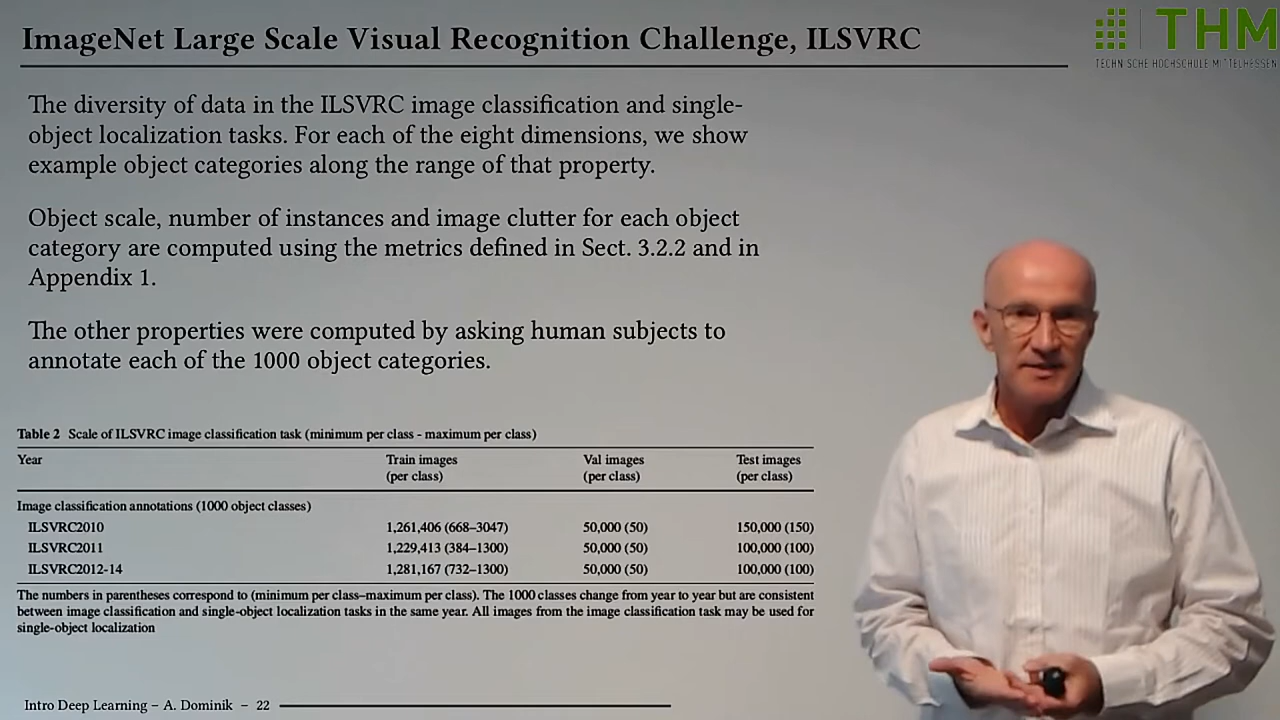 ImageNet Large Scale Visual Recognition Challenge, ILSVRC
THM
TECHNISCHE HOCHSCHULE MITTELHESSEN
The diversity of data in the ILSVRC image classification and single-
object localization tasks. For each of the eight dimensions, we show
example object categories along the range of that property.
Object scale, number of instances and image clutter for each object
category are computed using the metrics defined in Sect. 3.2.2 and in
Appendix 1.
The other properties were computed by asking human subjects to
annotate each of the 1000 object categories.
Table 2 Scale of ILSVRC image classification task (minimum per class - maximum per class)
Year Train images Val images Test images
(per class) (per class) (per class)
Image classification annotations (1000 object classes)
ILSVRC2010 1,261,406 (668–3047) 50,000 (50) 150,000 (150)
ILSVRC2011 1,229,413 (384–1300) 50,000 (50) 100,000 (100)
ILSVRC2012-14 1,281,167 (732–1300) 50,000 (50) 100,000 (100)
The numbers in parentheses correspond to (minimum per class–maximum per class). The 1000 classes change from year to year but are consistent
between image classification and single-object localization tasks in the same year. All images from the image classification task may be used for
single-object localization
Intro Deep Learning – A. Dominik – 22